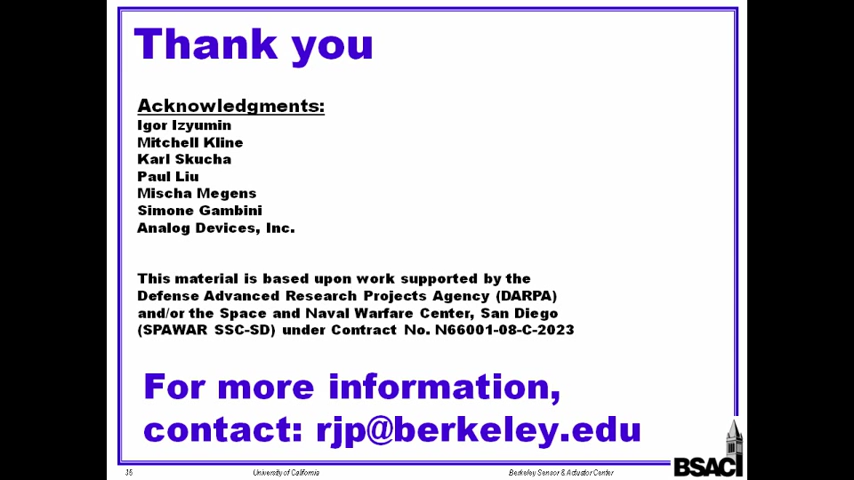 Thank you
Acknowledgments:
Igor Izyumin
Mitchell Kline
Karl Skucha
Paul Liu
Mischa Megens
Simone Gambini
Analog Devices, Inc.
This material is based upon work supported by the
Defense Advanced Research Projects Agency (DARPA)
and/or the Space and Naval Warfare Center, San Diego
(SPAWAR SSC-SD) under Contract No. N66001-08-C-2023
For more information,
contact: rjp@berkeley.edu
University of California
Berkeley Sensor & Actuator Center
BSAC